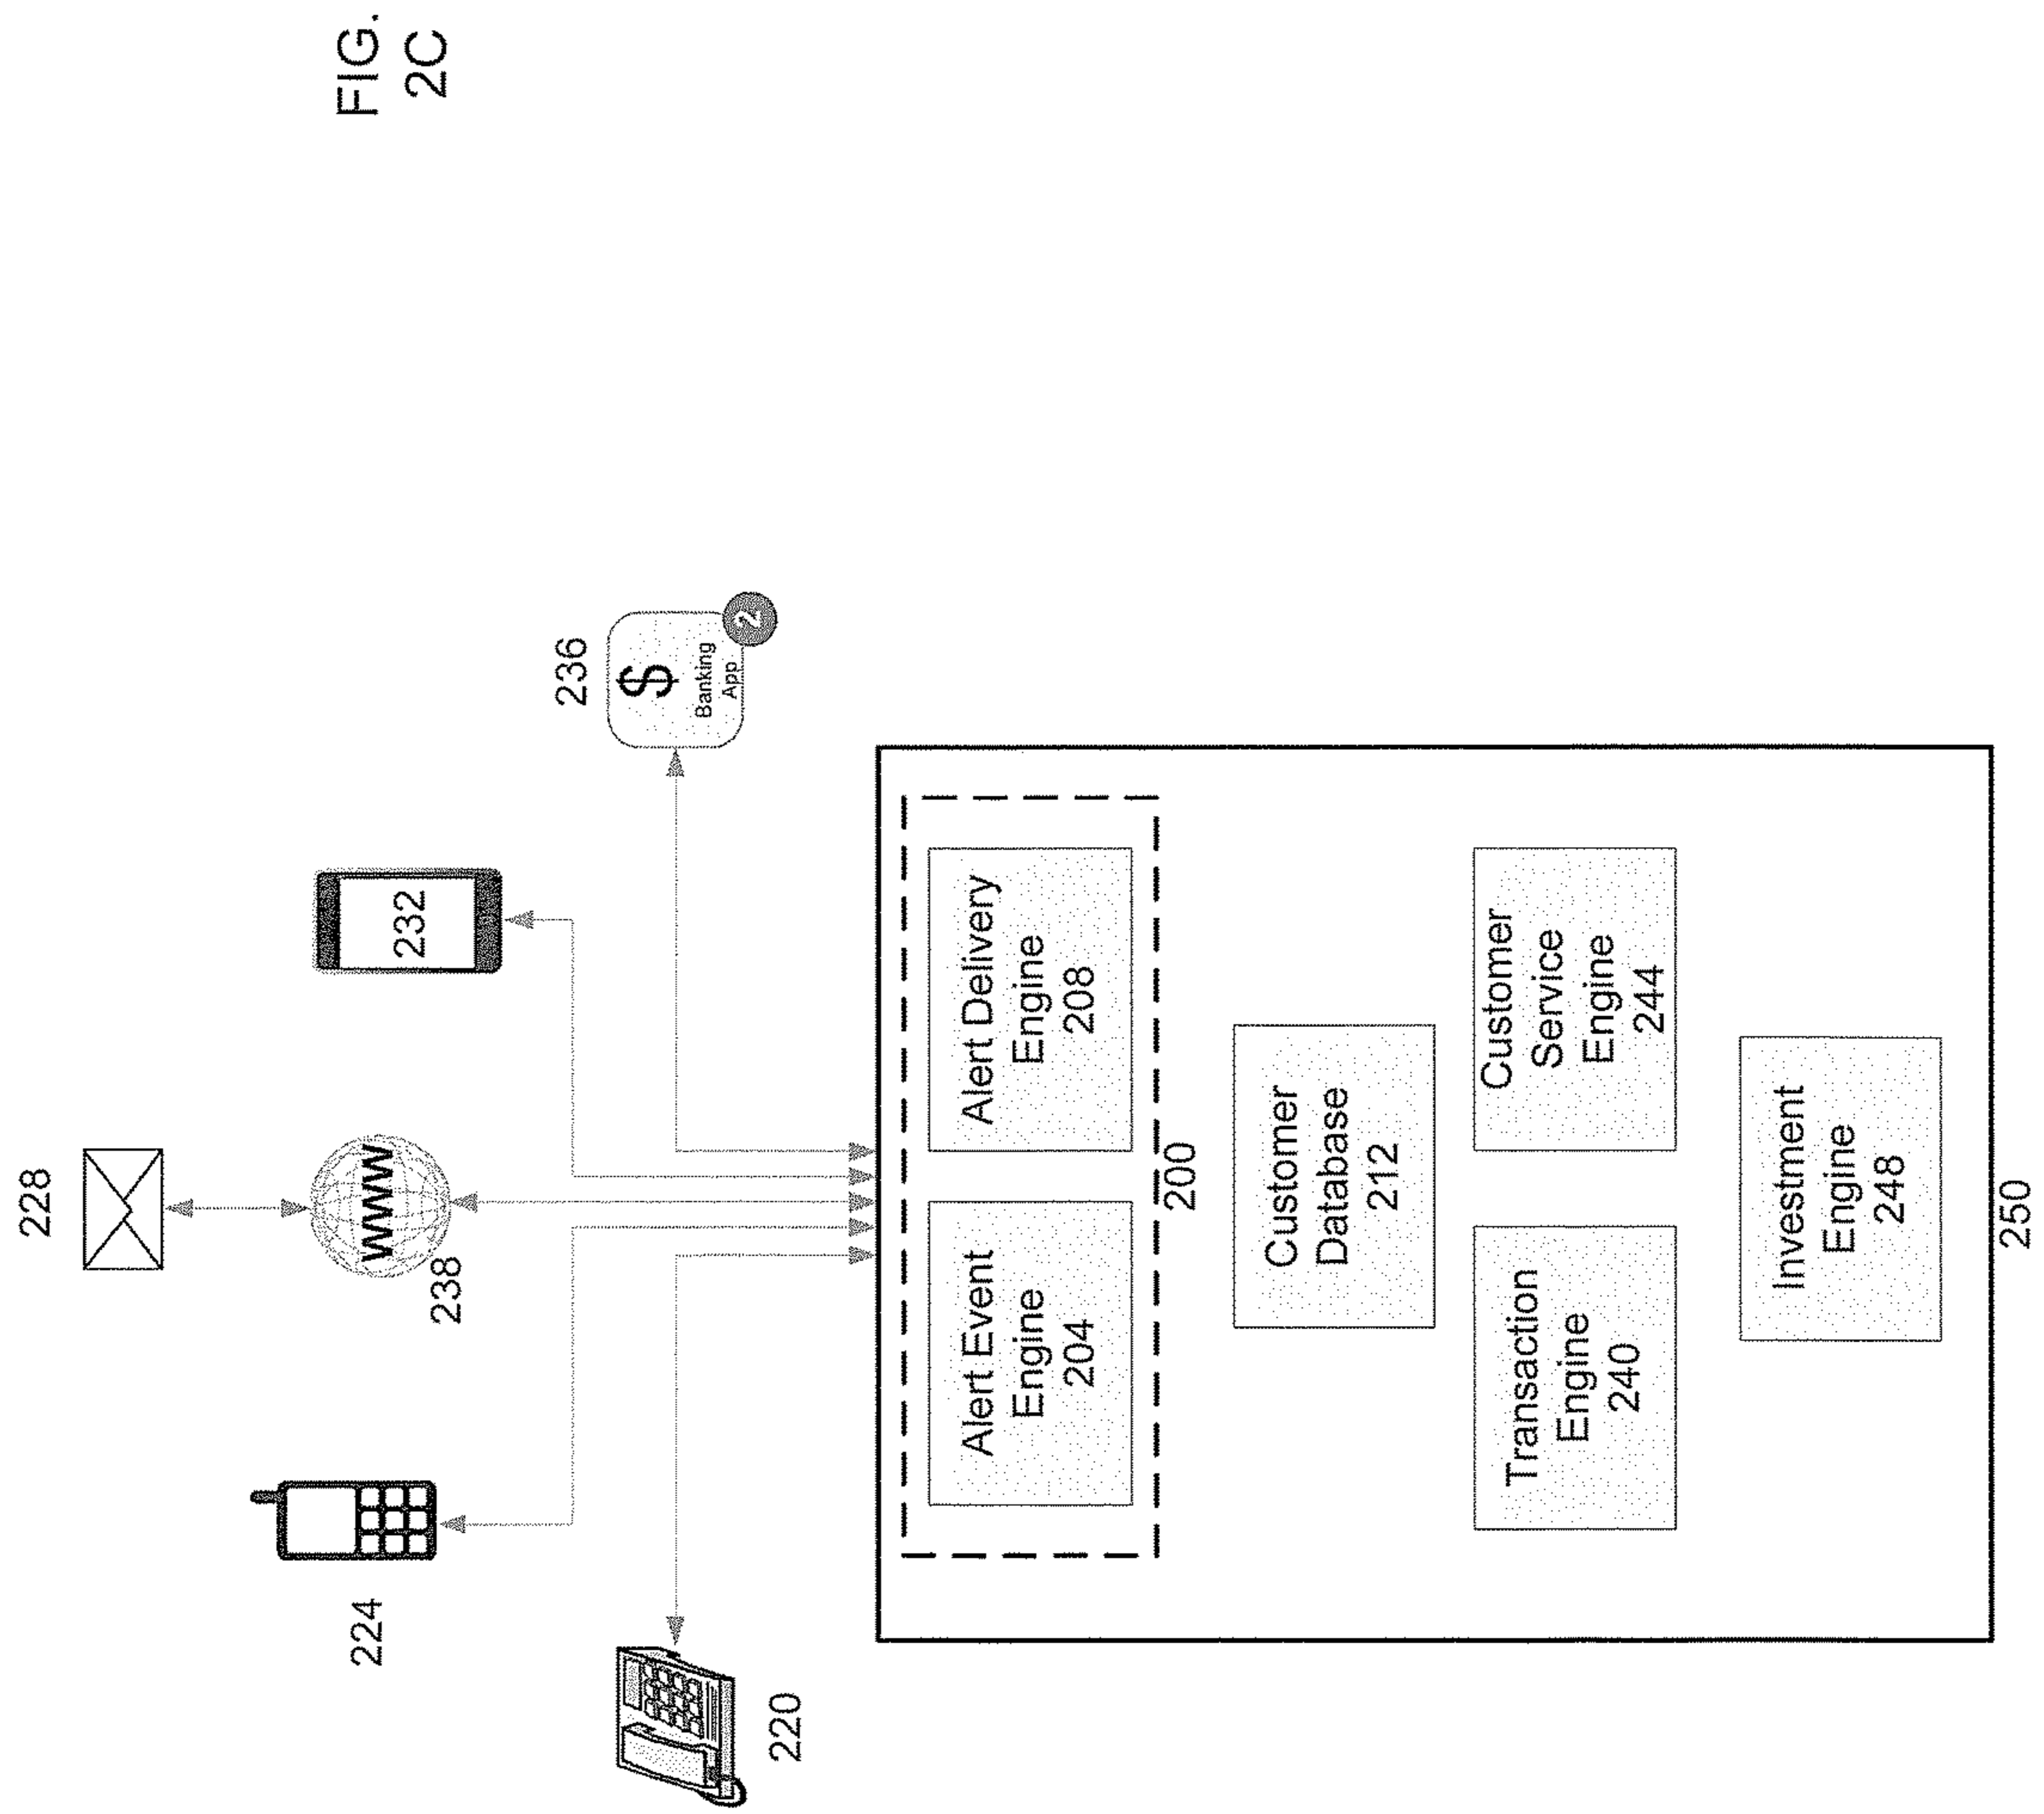 228
224
238
WWW
232
220
236
$
Banking
App
2
Alert Event
Engine
204
Alert Delivery
Engine
208
200
Customer
Database
212
Transaction
Engine
240
Customer
Service
Engine
244
Investment
Engine
248
250
FIG.
2C